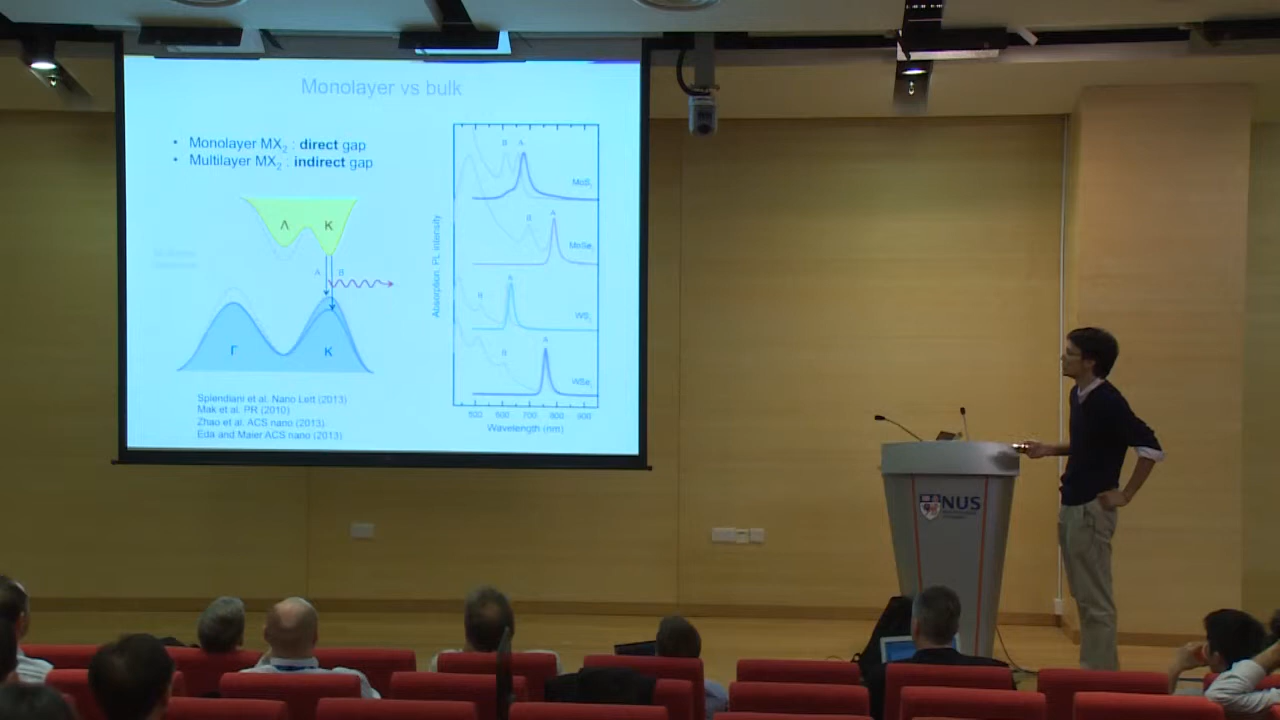 Monolayer vs bulk
• Monolayer MX2 : direct gap
• Multilayer MX2 : indirect gap
Λ K
A B
Γ K
Splendiani et al. Nano Lett (2013)
Mak et al. PR (2010)
Zhao et al. ACS nano (2013)
Eda and Maier ACS nano (2013)
Absorption, PL intensity
B A
MoS2
B A
MoSe2
B A
WS2
B A
WSe2
500 600 700 800 900
Wavelength (nm)
NUS